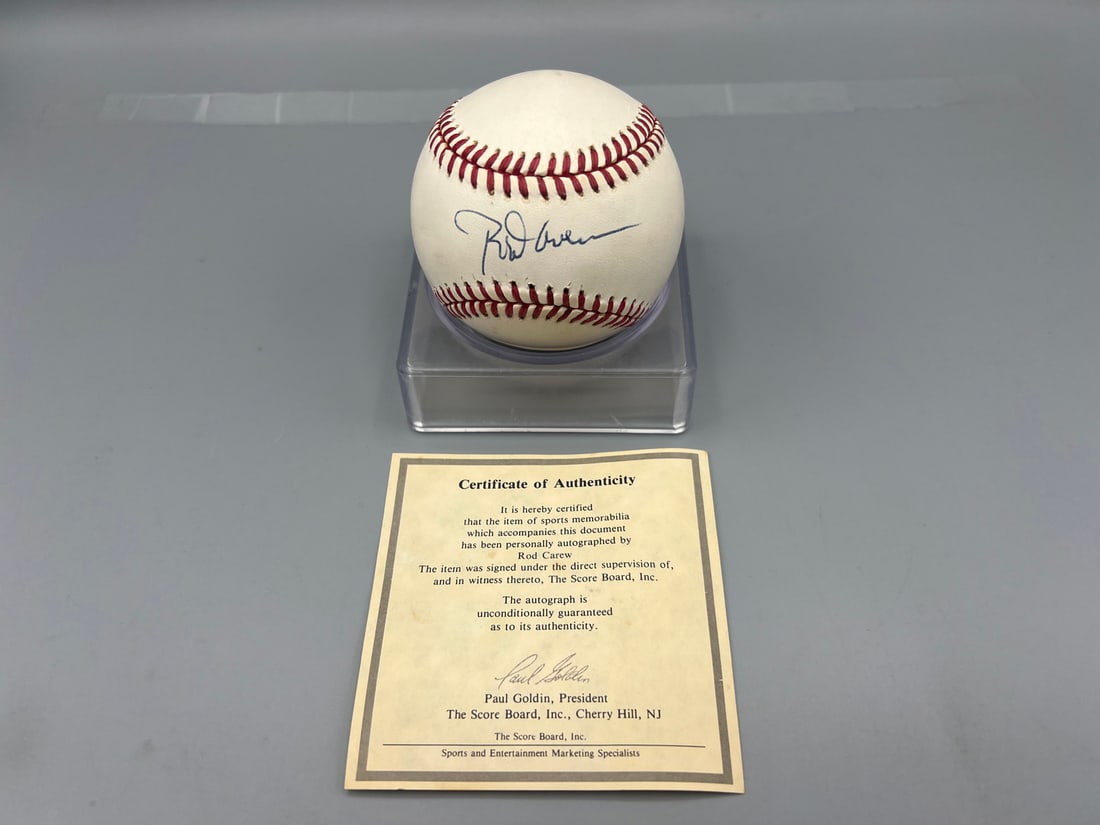 Rod Carew
Certificate of Authenticity
It is hereby certified
that the item of sports memorabilia
which accompanies this document
has been personally autographed by
Rod Carew
The item was signed under the direct supervision of,
and in witness thereto, The Score Board, Inc.
The autograph is
unconditionally guaranteed
as to its authenticity.
Paul Goldin
Paul Goldin, President
The Score Board, Inc., Cherry Hill, NJ
The Score Board, Inc.
Sports and Entertainment Marketing Specialists